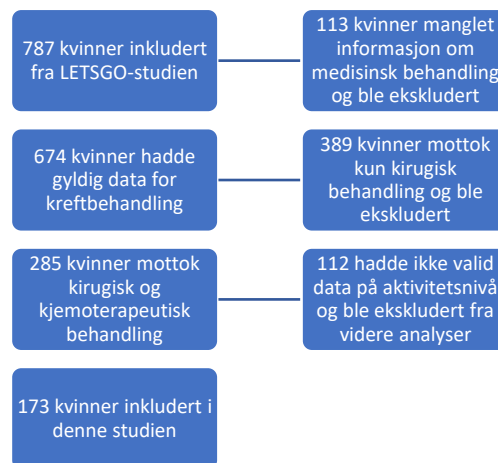 787 kvinner inkludert
fra LETSGO-studien
113 kvinner manglet
informasjon om
medisinsk behandling
og ble ekskludert
674 kvinner hadde
gyldig data for
kreftbehandling
389 kvinner mottok
kun kirugisk
behandling og ble
ekskludert
285 kvinner mottok
kirugisk og
kjemoterapeutisk
behandling
112 hadde ikke valid
data på aktivitetsnivå
og ble ekskludert fra
videre analyser
173 kvinner inkludert i
denne studien